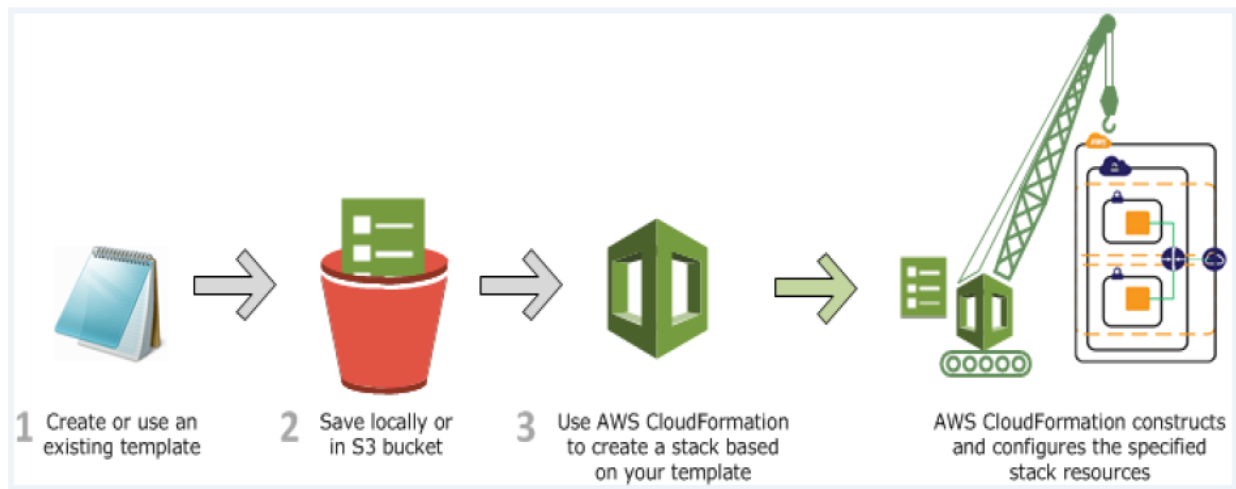 AWS
1 Create or use an
existing template
2 Save locally or
in S3 bucket
3 Use AWS CloudFormation
to create a stack based
on your template
AWS CloudFormation constructs
and configures the specified
stack resources